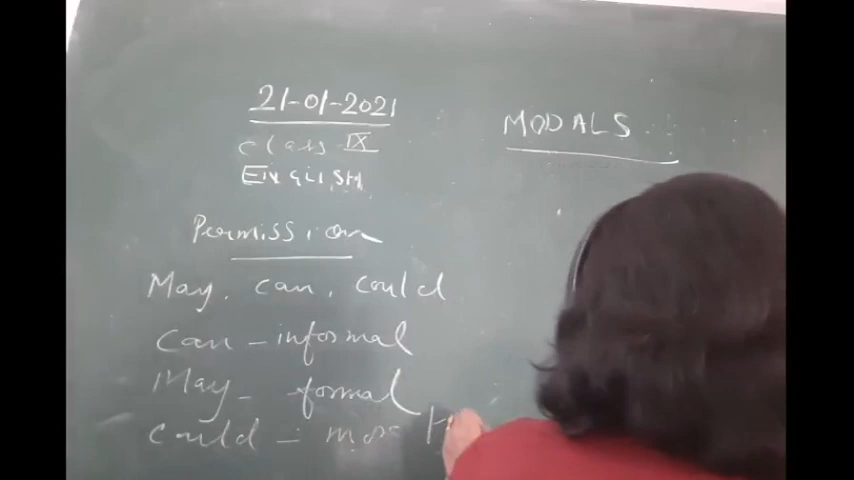 21-01-2021
Class IX
ENGLISH
MODALS
Permission
May, can, could
Can - informal
May - formal
Could - more